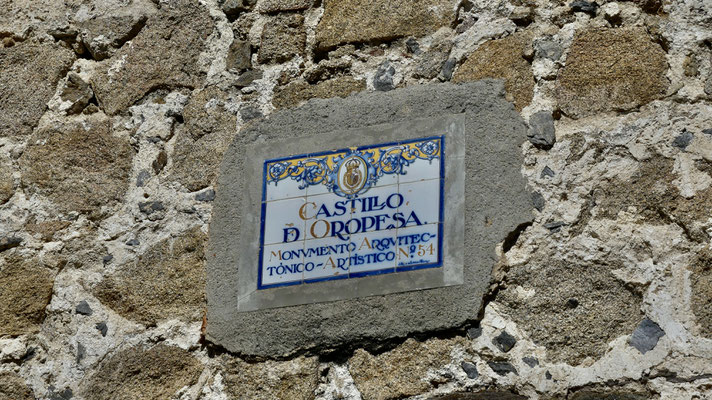 CASTILLO
D OROPESA.
MONVMENTO ARQVITEC-
TÓNICO-ARTÍSTICO Nº 54